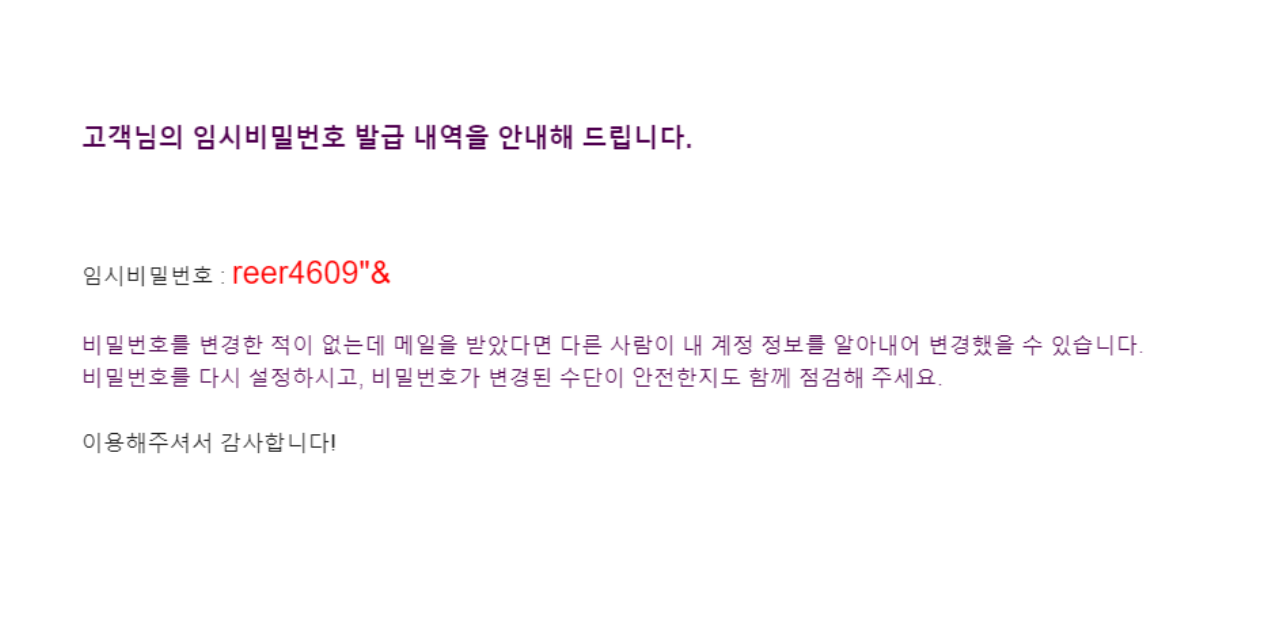 고객님의 임시비밀번호 발급 내역을 안내해 드립니다.
임시비밀번호 : reer4609"&
비밀번호를 변경한 적이 없는데 메일을 받았다면 다른 사람이 내 계정 정보를 알아내어 변경했을 수 있습니다.
비밀번호를 다시 설정하시고, 비밀번호가 변경된 수단이 안전한지도 함께 점검해 주세요.
이용해주셔서 감사합니다!